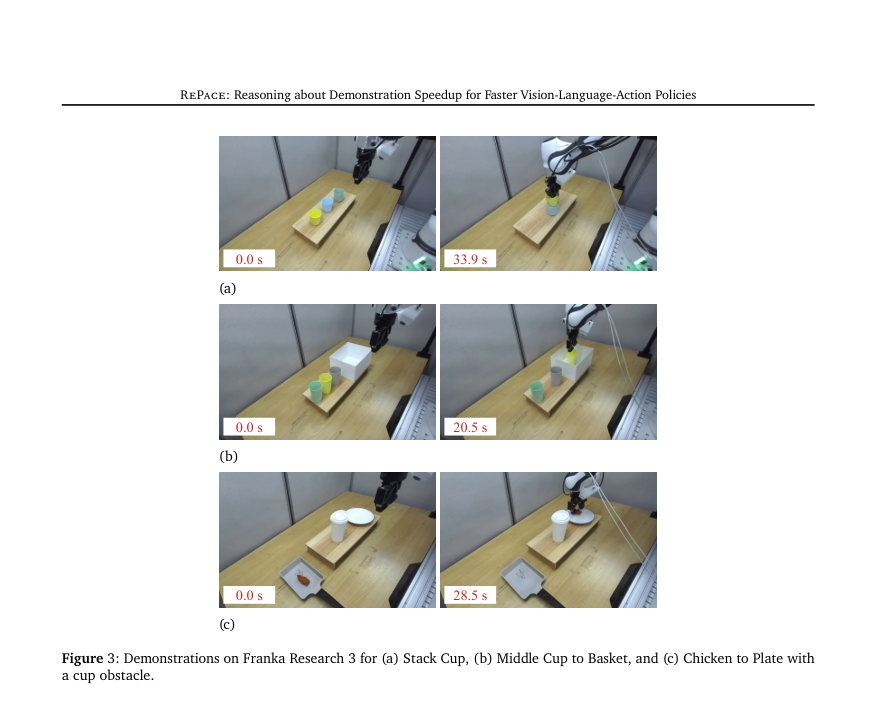 REPACE: Reasoning about Demonstration Speedup for Faster Vision-Language-Action Policies
0.0 s
33.9 s
(a)
0.0 s
20.5 s
(b)
0.0 s
28.5 s
(c)
Figure 3: Demonstrations on Franka Research 3 for (a) Stack Cup, (b) Middle Cup to Basket, and (c) Chicken to Plate with
a cup obstacle.